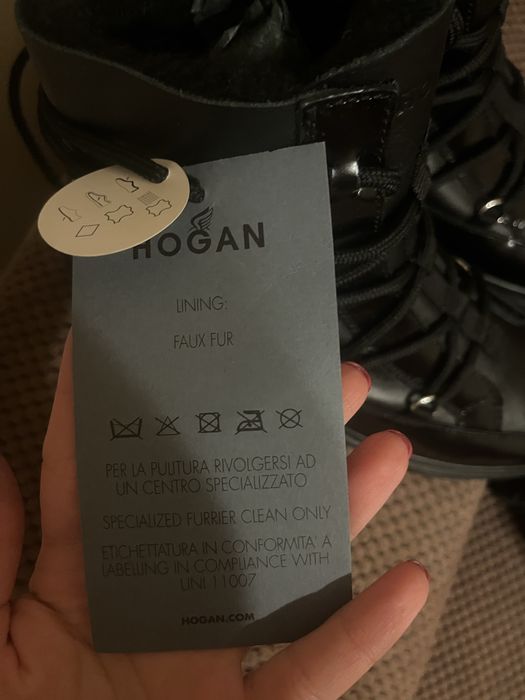 HOGAN
LINING:
FAUX FUR
PER LA PULITURA RIVOLGERSI AD
UN CENTRO SPECIALIZZATO
SPECIALIZED FURRIER CLEAN ONLY
ETICHETTATURA IN CONFORMITA' A
LABELLING IN COMPLIANCE WITH
UNI 11007
HOGAN.COM